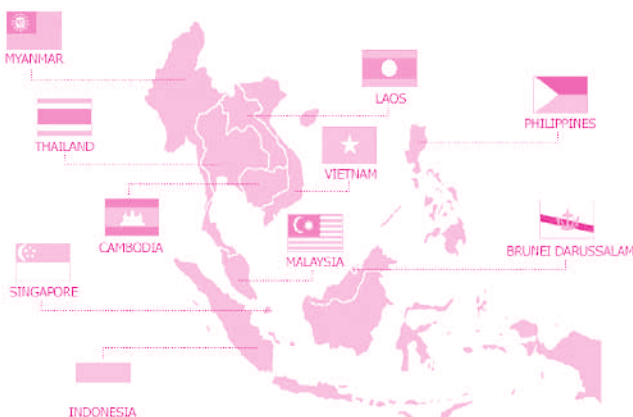 MYANMAR
LAOS
PHILIPPINES
THAILAND
VIETNAM
CAMBODIA
MALAYSIA
BRUNEI DARUSSALAM
SINGAPORE
INDONESIA